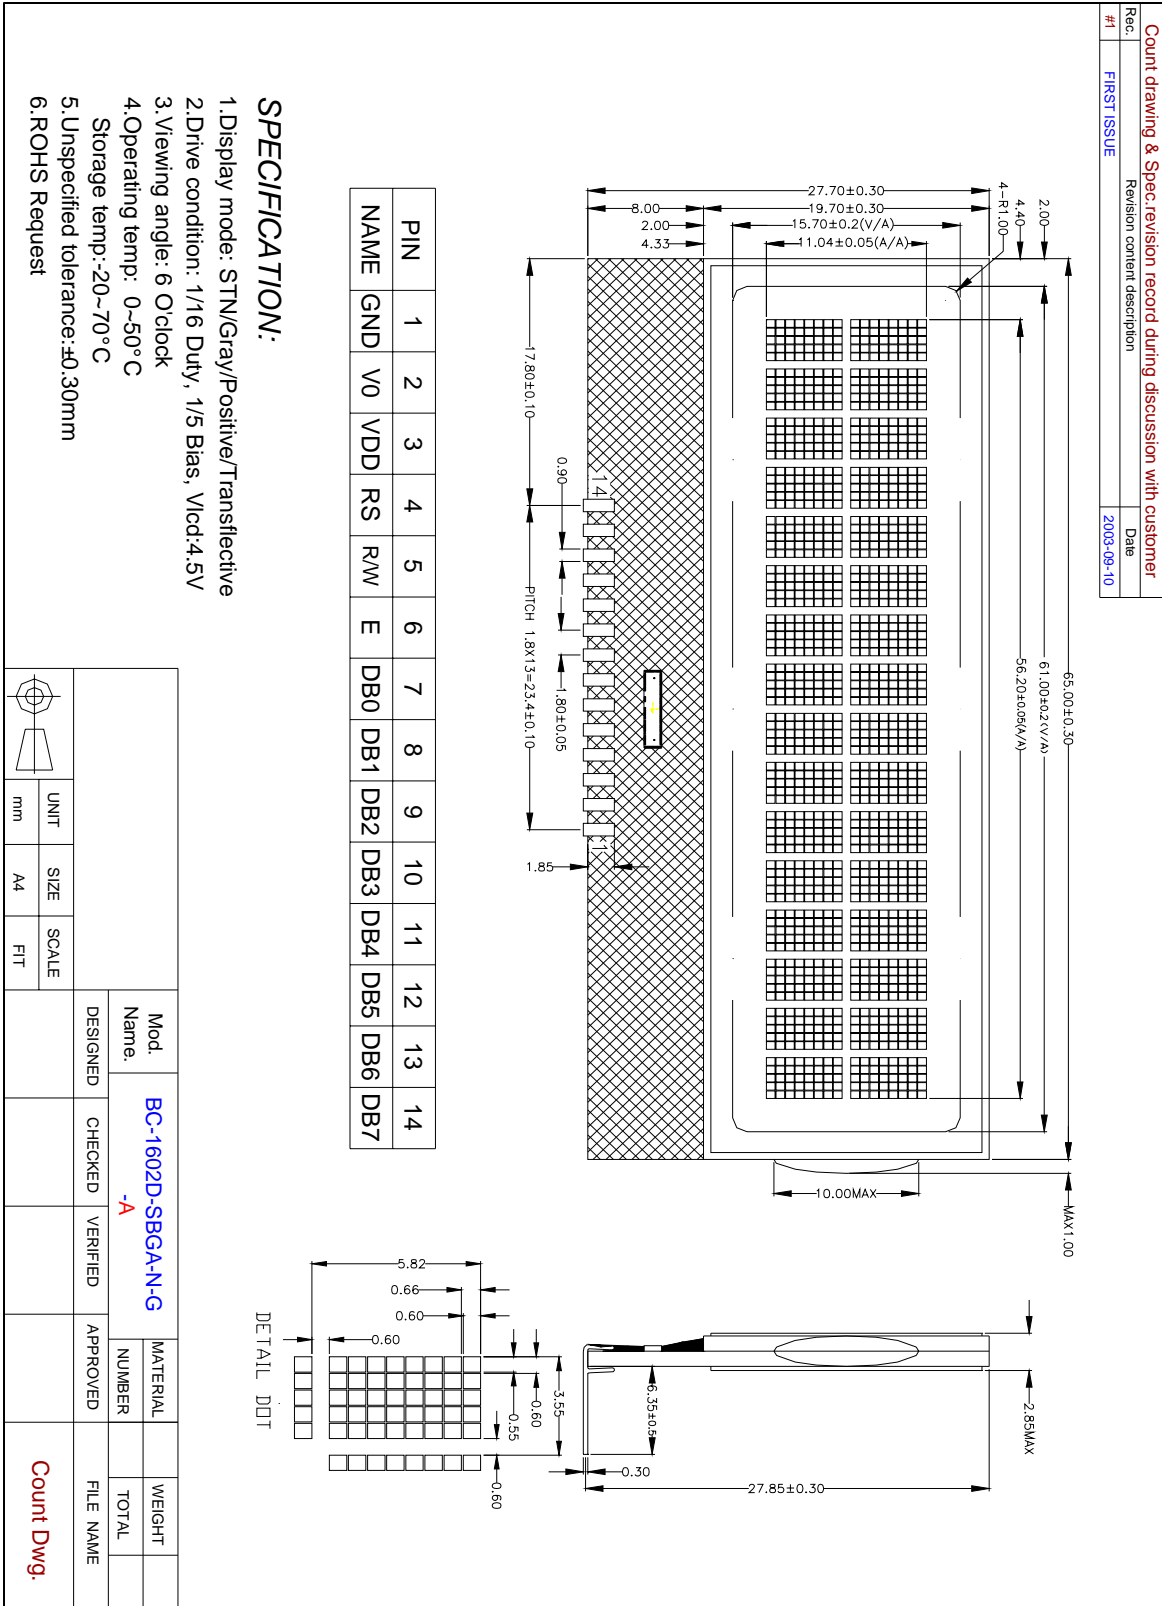 Count drawing & Spec.revision record during discussion with customer
Rec. Revision content description Date
#1 FIRST ISSUE 2003-09-10
65.00±0.30
61.00±0.2(V/A)
56.20±0.05(A/A)
2.00
4.40
4-R1.00
MAX1.00
27.70±0.30
19.70±0.30
8.00
15.70±0.2(V/A)
2.00
11.04±0.05(A/A)
4.33
10.00MAX
17.80±0.10
14
1
0.90
1.80±0.05
PITCH 1.8X13=23.4±0.10
1.85
2.85MAX
6.35±0.5
0.30
27.85±0.30
5.82
0.66
0.60
0.60
3.55
0.60
0.55
0.60
DETAIL DOT
PIN 1 2 3 4 5 6 7 8 9 10 11 12 13 14
NAME GND V0 VDD RS R/W E DB0 DB1 DB2 DB3 DB4 DB5 DB6 DB7
SPECIFICATION:
1.Display mode: STN/Gray/Positive/Transflective
2.Drive condition: 1/16 Duty, 1/5 Bias, Vlcd:4.5V
3.Viewing angle: 6 O'clock
4.Operating temp: 0~50°C
Storage temp:-20~70°C
5.Unspecified tolerance:±0.30mm
6.ROHS Request
UNIT SIZE SCALE
mm A4 FIT
Mod. Name. BC-1602D-SBGA-N-G
-A
MATERIAL WEIGHT
NUMBER TOTAL
DESIGNED CHECKED VERIFIED APPROVED FILE NAME
Count Dwg.